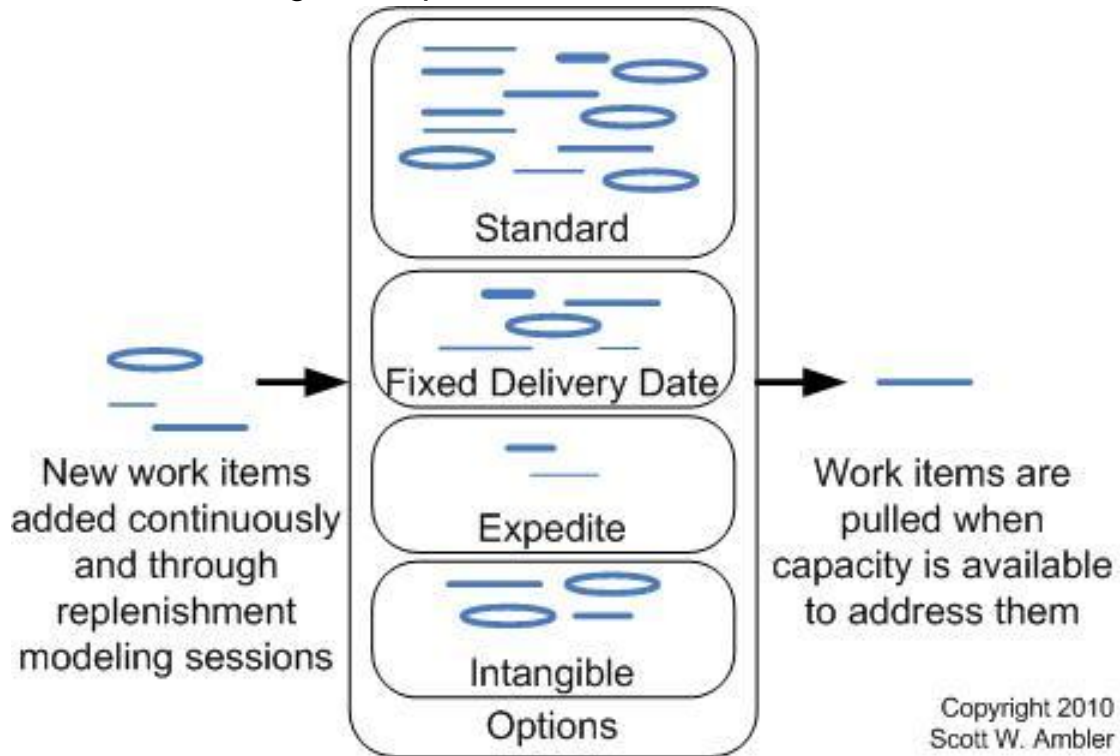 Standard
Fixed Delivery Date
Expedite
Intangible
Options
New work items
added continuously
and through
replenishment
modeling sessions
Work items are
pulled when
capacity is available
to address them
Copyright 2010
Scott W. Ambler